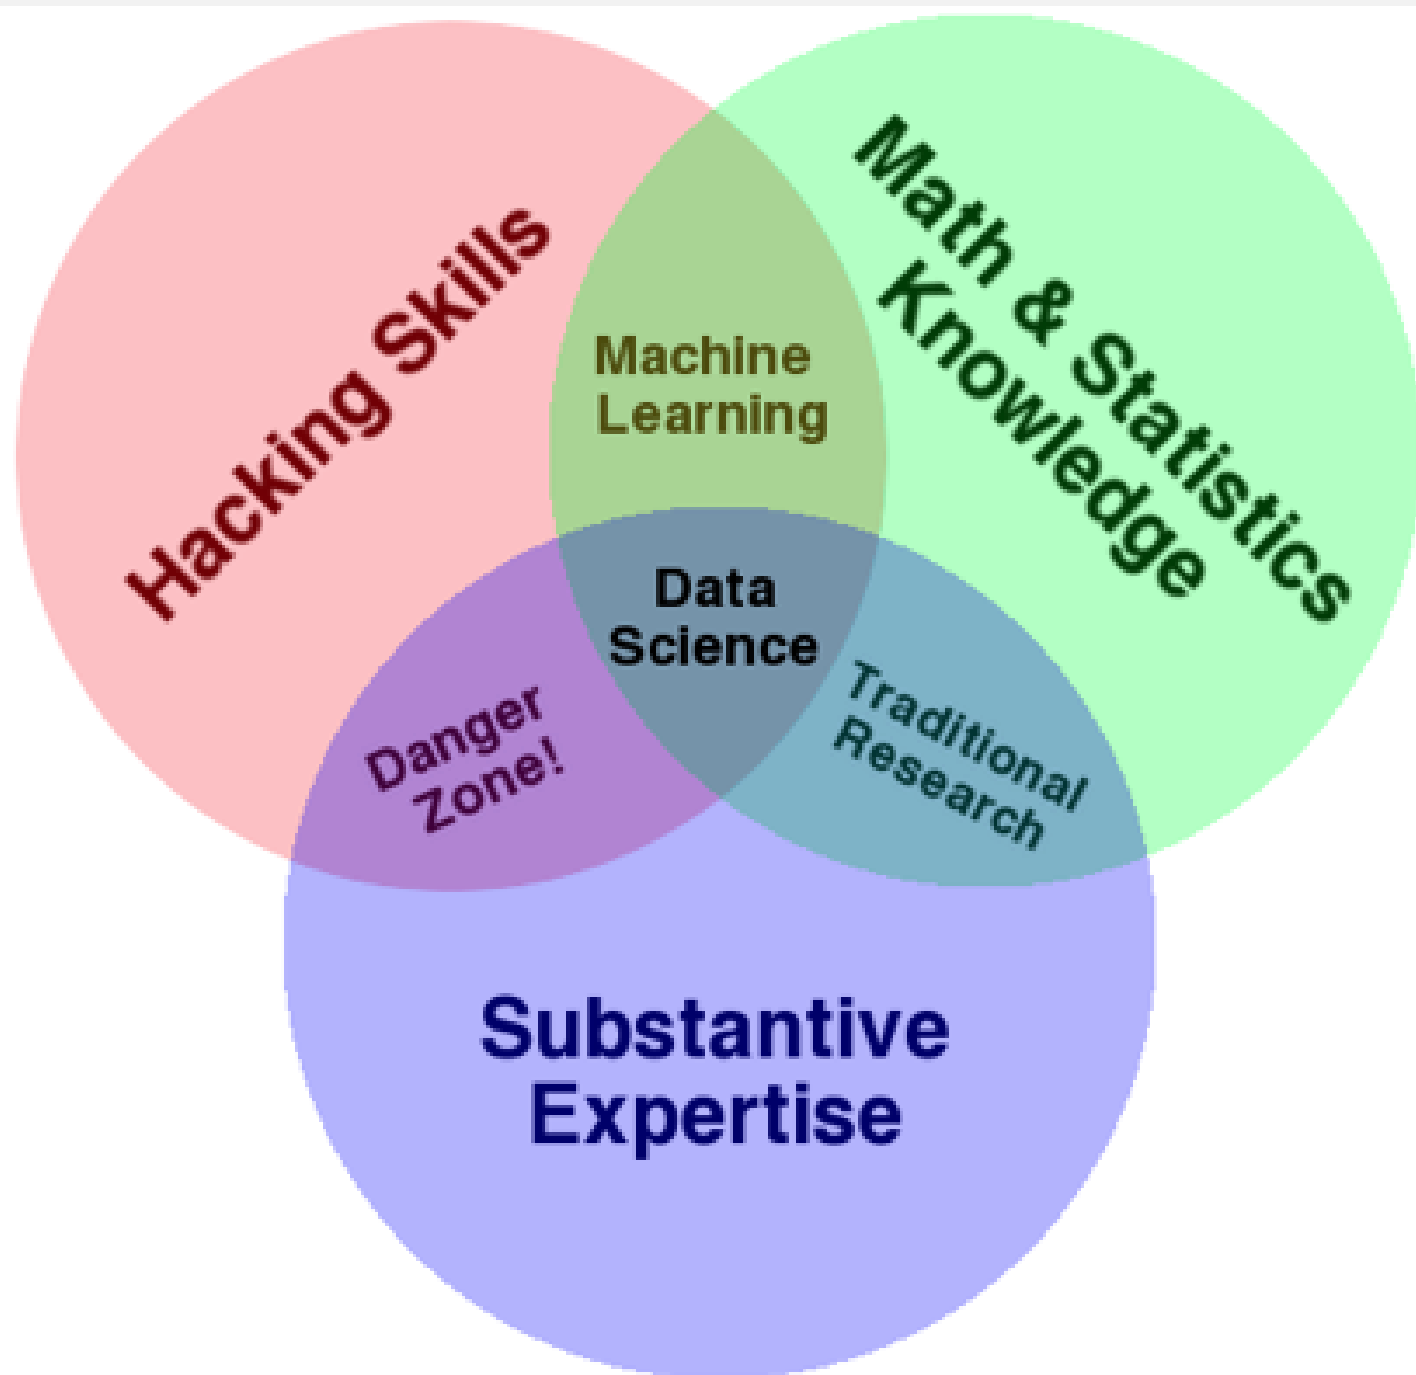 Hacking Skills
Math & Statistics
Knowledge
Machine
Learning
Data
Science
Danger
Zone!
Traditional
Research
Substantive
Expertise